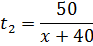 t₂ = 50 / (x + 40)